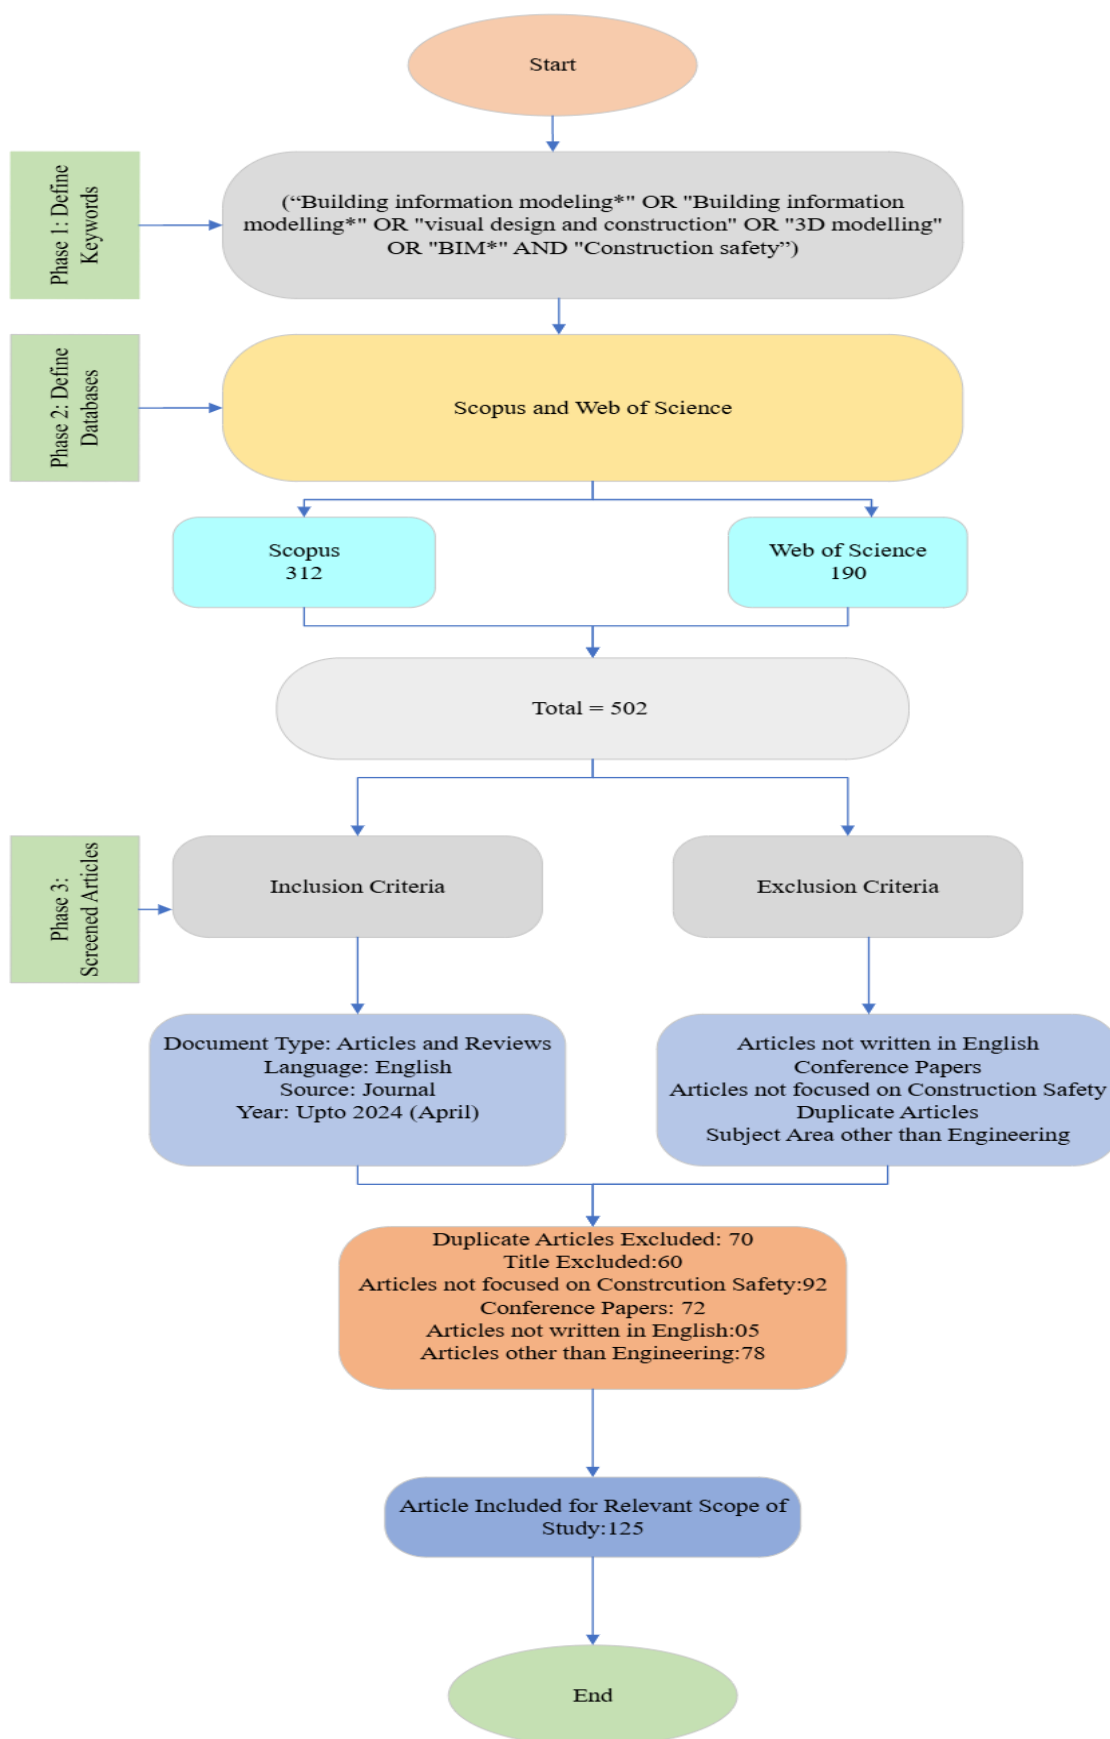 Start
Phase 1: Define
Keywords
(“Building information modeling*" OR "Building information
modelling*" OR "visual design and construction" OR "3D modelling"
OR "BIM*" AND "Construction safety”)
Phase 2: Define
Databases
Scopus and Web of Science
Scopus
312
Web of Science
190
Total = 502
Phase 3:
Screened Articles
Inclusion Criteria
Exclusion Criteria
Document Type: Articles and Reviews
Language: English
Source: Journal
Year: Upto 2024 (April)
Articles not written in English
Conference Papers
Articles not focused on Construction Safety
Duplicate Articles
Subject Area other than Engineering
Duplicate Articles Excluded: 70
Title Excluded:60
Articles not focused on Constrcution Safety:92
Conference Papers: 72
Articles not written in English:05
Articles other than Engineering:78
Article Included for Relevant Scope of
Study:125
End